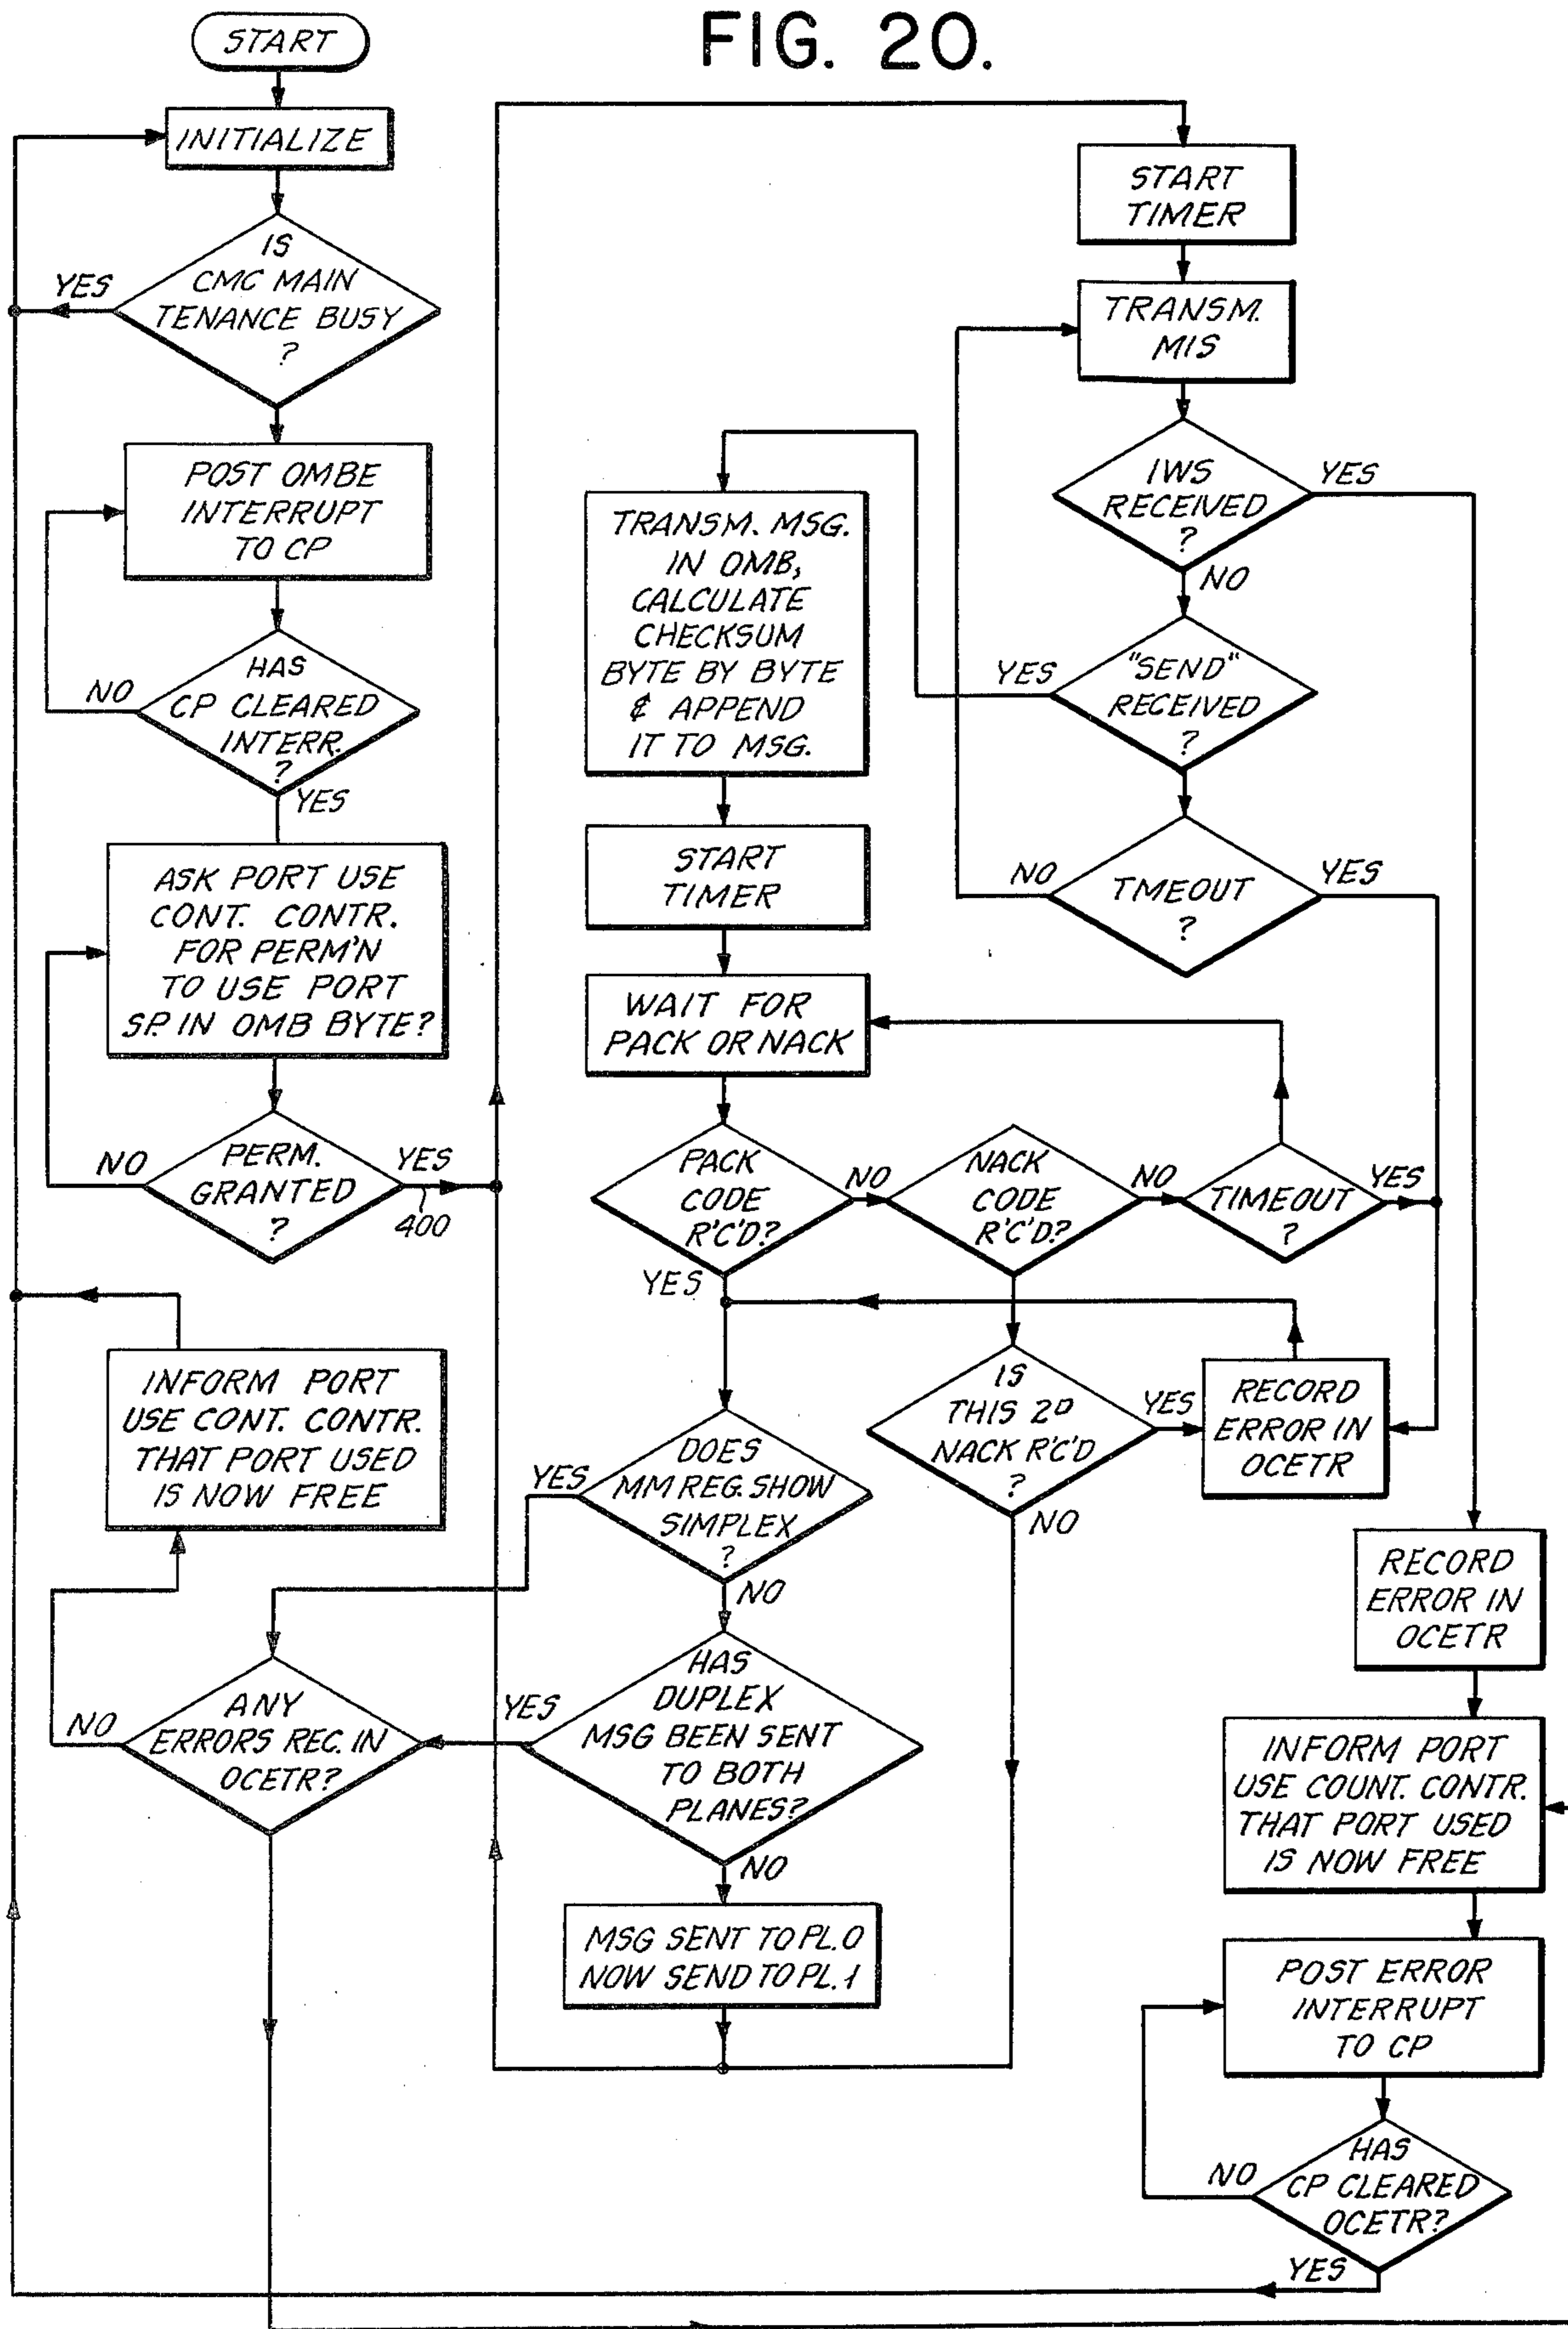 FIG. 20.
START
INITIALIZE
IS
CMC MAIN
TENANCE BUSY
?
YES
POST OMBE
INTERRUPT
TO CP
HAS
CP CLEARED
INTERR.
?
NO
YES
ASK PORT USE
CONT. CONTR.
FOR PERM'N
TO USE PORT
SP. IN OMB BYTE?
PERM.
GRANTED
?
NO
YES
400
INFORM PORT
USE CONT. CONTR.
THAT PORT USED
IS NOW FREE
ANY
ERRORS REC. IN
OCETR?
NO
START
TIMER
TRANSM.
MIS
IWS
RECEIVED
?
YES
NO
"SEND"
RECEIVED
?
YES
TMEOUT
?
NO
YES
TRANSM. MSG.
IN OMB,
CALCULATE
CHECKSUM
BYTE BY BYTE
& APPEND
IT TO MSG.
START
TIMER
WAIT FOR
PACK OR NACK
PACK
CODE
R'C'D?
NO
YES
NACK
CODE
R'C'D?
NO
TIMEOUT
?
YES
IS
THIS 2D
NACK R'C'D
?
YES
NO
RECORD
ERROR IN
OCETR
DOES
MM REG. SHOW
SIMPLEX
?
YES
NO
HAS
DUPLEX
MSG BEEN SENT
TO BOTH
PLANES?
YES
NO
MSG SENT TO PL.0
NOW SEND TO PL.1
RECORD
ERROR IN
OCETR
INFORM PORT
USE COUNT. CONTR.
THAT PORT USED
IS NOW FREE
POST ERROR
INTERRUPT
TO CP
HAS
CP CLEARED
OCETR?
NO
YES